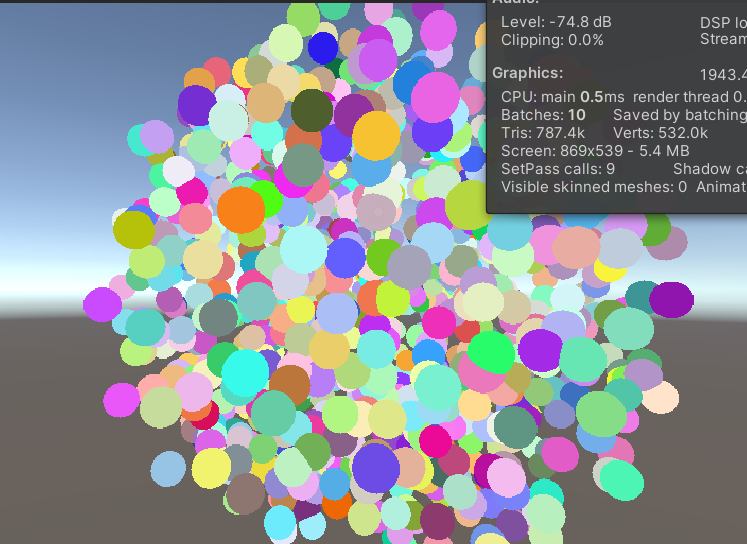 Audio:
Level: -74.8 dB DSP lo
Clipping: 0.0% Stream
Graphics: 1943.4
CPU: main 0.5ms render thread 0.
Batches: 10 Saved by batching
Tris: 787.4k Verts: 532.0k
Screen: 869x539 - 5.4 MB
SetPass calls: 9 Shadow ca
Visible skinned meshes: 0 Animat